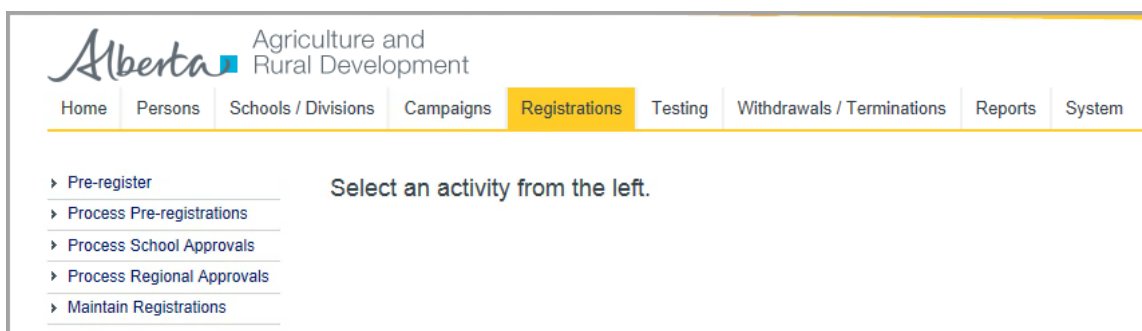 Alberta
Agriculture and
Rural Development
Home Persons Schools / Divisions Campaigns Registrations Testing Withdrawals / Terminations Reports System
Pre-register
Process Pre-registrations
Process School Approvals
Process Regional Approvals
Maintain Registrations
Select an activity from the left.